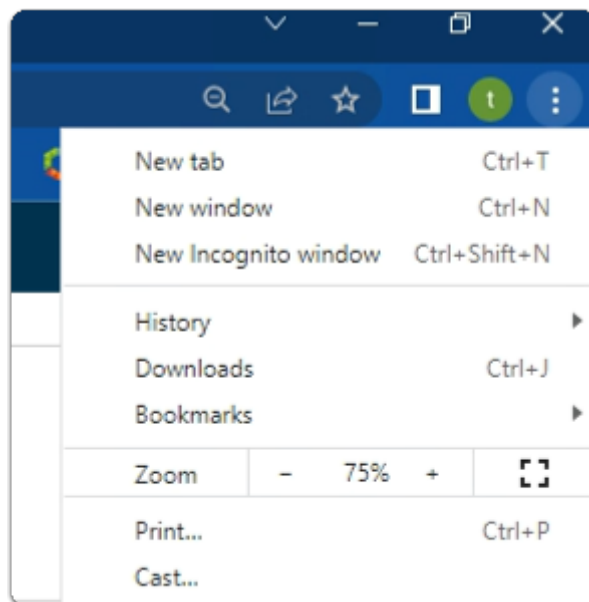 t
New tab Ctrl+T
New window Ctrl+N
New Incognito window Ctrl+Shift+N
History
Downloads Ctrl+J
Bookmarks
Zoom - 75% +
Print... Ctrl+P
Cast...